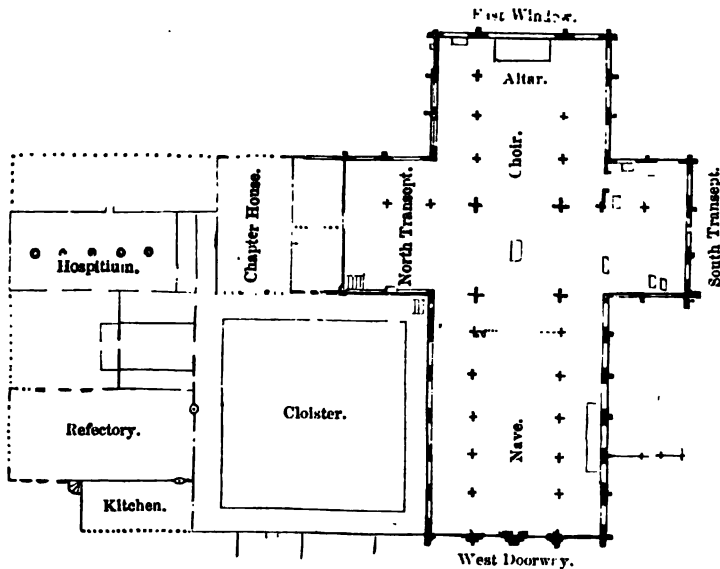 East Window.
Altar.
Choir.
Chapter House.
North Transept.
South Transept.
Hospitium.
Cloister.
Refectory.
Nave.
Kitchen.
West Doorway.